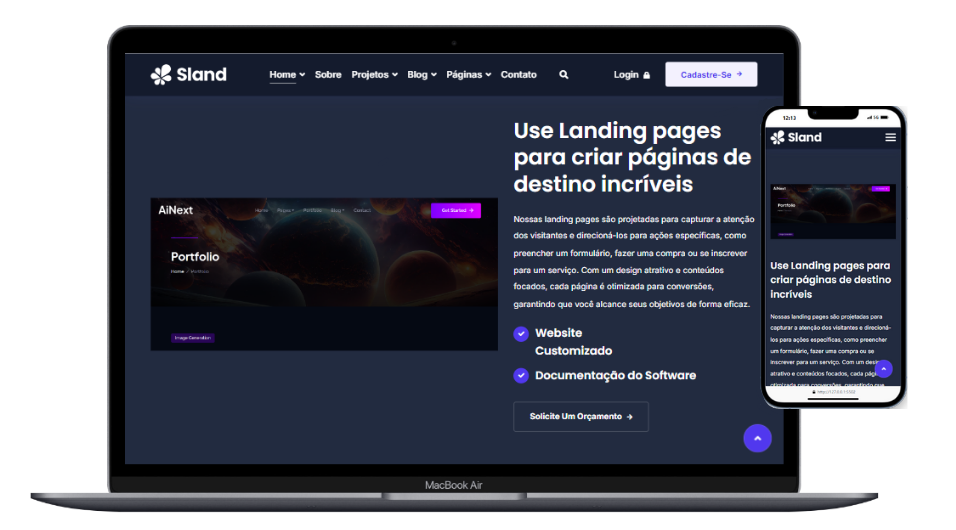 Sland
Home Sobre Projetos Blog Páginas Contato
Login
Cadastre-Se
Use Landing pages
para criar páginas de
destino incríveis
Nossas landing pages são projetadas para capturar a atenção
dos visitantes e direcioná-los para ações específicas, como
preencher um formulário, fazer uma compra ou se inscrever
para um serviço. Com um design atrativo e conteúdos
focados, cada página é otimizada para conversões,
garantindo que você alcance seus objetivos de forma eficaz.
Website
Customizado
Documentação do Software
Solicite Um Orçamento
AiNext
Home Pages Portfolio Blog Contact
Get Started
Portfolio
Home / Portfolio
Image Generation
MacBook Air
12:13
Sland
AiNext
Portfolio
Use Landing pages para
criar páginas de destino
incríveis
Nossas landing pages são projetadas para
capturar a atenção dos visitantes e direcioná-
los para ações específicas, como preencher
um formulário, fazer uma compra ou se
inscrever para um serviço. Com um design
atrativo e conteúdos focados, cada
otimizada para conversões, garantindo que